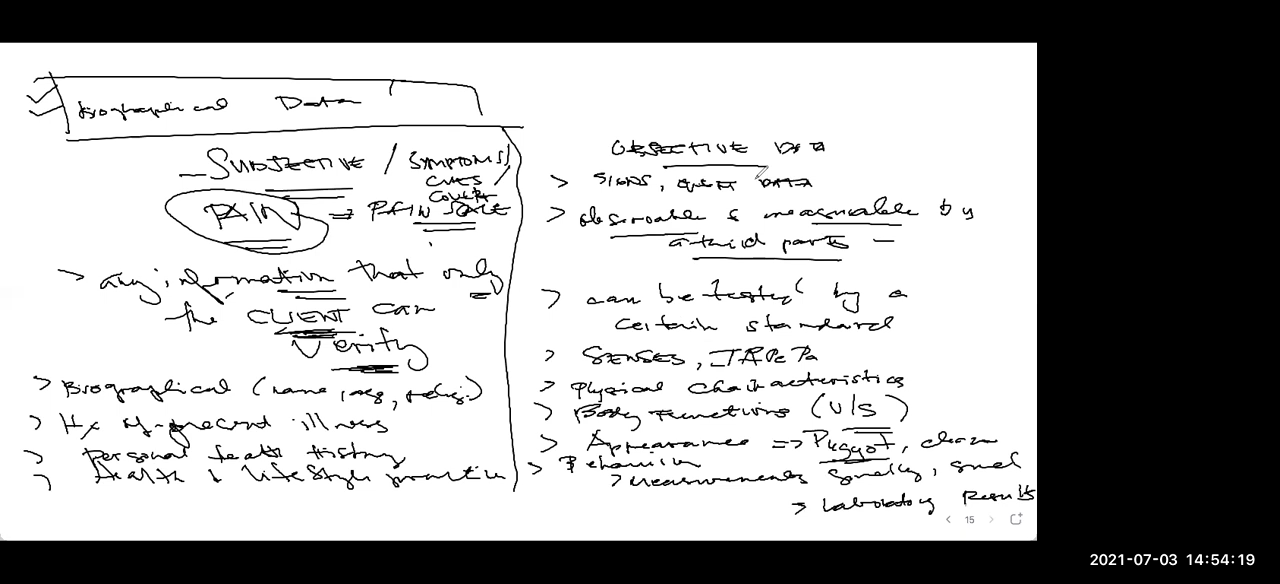 Biographical Data
SUBJECTIVE / SYMPTOMS /
CUES /
COVERT
PAIN => PAIN SCALE
> any information that only
the CLIENT can
Verify
> Biographical (name, age, relig.)
> Hx of present illness
> Personal health history
> Health & lifestyle practice
OBJECTIVE DATA
> SIGNS, OVERT DATA
> observable & measurable by
a third party -
> can be tested by a
certain standard
> SENSES, IAPePa
> Physical characteristics
> Body Functions (V/S)
> Appearance => , clean
> Behavior
> Measurements smelly, smell
> Laboratory Results
15
2021-07-03 14:54:19